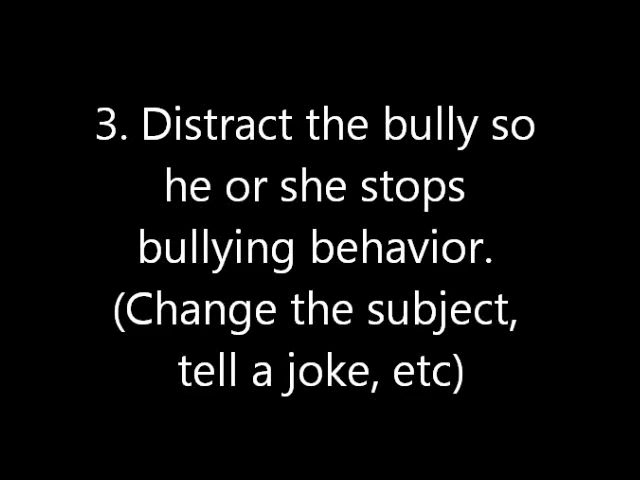 3. Distract the bully so
he or she stops
bullying behavior.
(Change the subject,
tell a joke, etc)